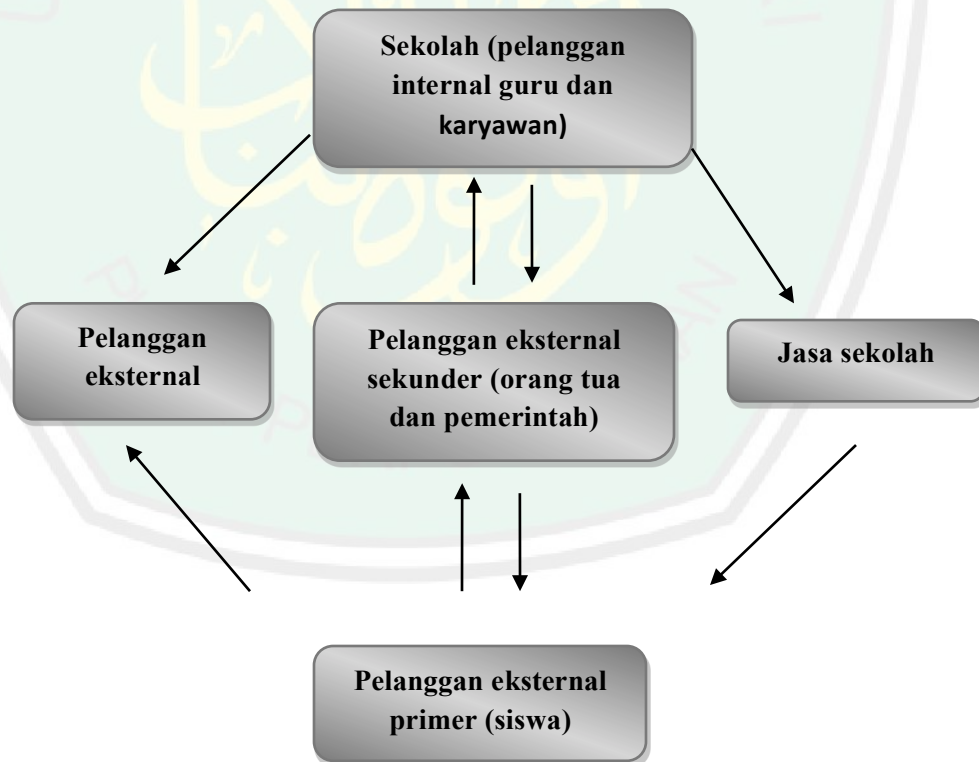 Sekolah (pelanggan
internal guru dan
karyawan)
Pelanggan
eksternal
Pelanggan eksternal
sekunder (orang tua
dan pemerintah)
Jasa sekolah
Pelanggan eksternal
primer (siswa)